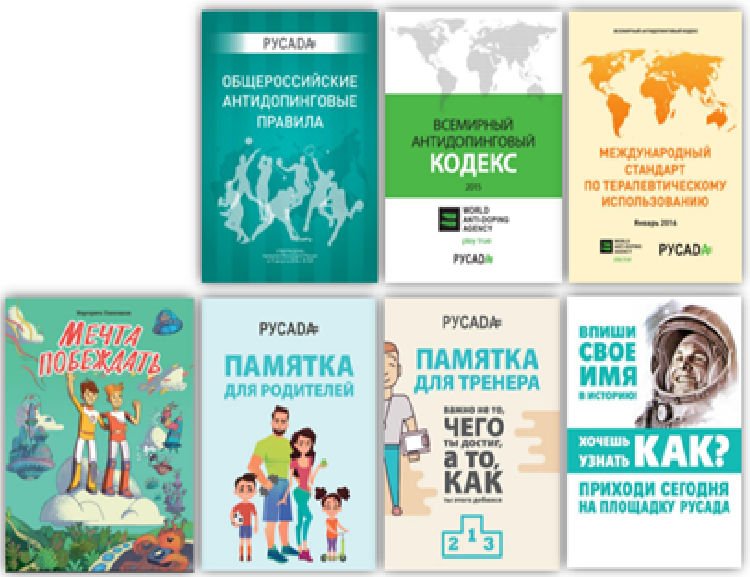 РУСАДА
ОБЩЕРОССИЙСКИЕ
АНТИДОПИНГОВЫЕ
ПРАВИЛА
ВСЕМИРНЫЙ
АНТИДОПИНГОВЫЙ
КОДЕКС
2015
WORLD
ANTI-DOPING
AGENCY
play true
РУСАДА
ВСЕМИРНЫЙ АНТИДОПИНГОВЫЙ КОДЕКС
МЕЖДУНАРОДНЫЙ
СТАНДАРТ
ПО ТЕРАПЕВТИЧЕСКОМУ
ИСПОЛЬЗОВАНИЮ
Январь 2016
WORLD
ANTI-DOPING
AGENCY
play true
РУСАДА
МЕЧТА
ПОБЕЖДАТЬ
РУСАДА
ПАМЯТКА
ДЛЯ РОДИТЕЛЕЙ
РУСАДА
ПАМЯТКА
ДЛЯ ТРЕНЕРА
важно не то,
ЧЕГО
ты достиг,
а то,
КАК
ты этого добился
2 1 3
ВПИШИ
СВОЕ
ИМЯ
В ИСТОРИЮ!
ХОЧЕШЬ
УЗНАТЬ КАК?
ПРИХОДИ СЕГОДНЯ
НА ПЛОЩАДКУ РУСАДА